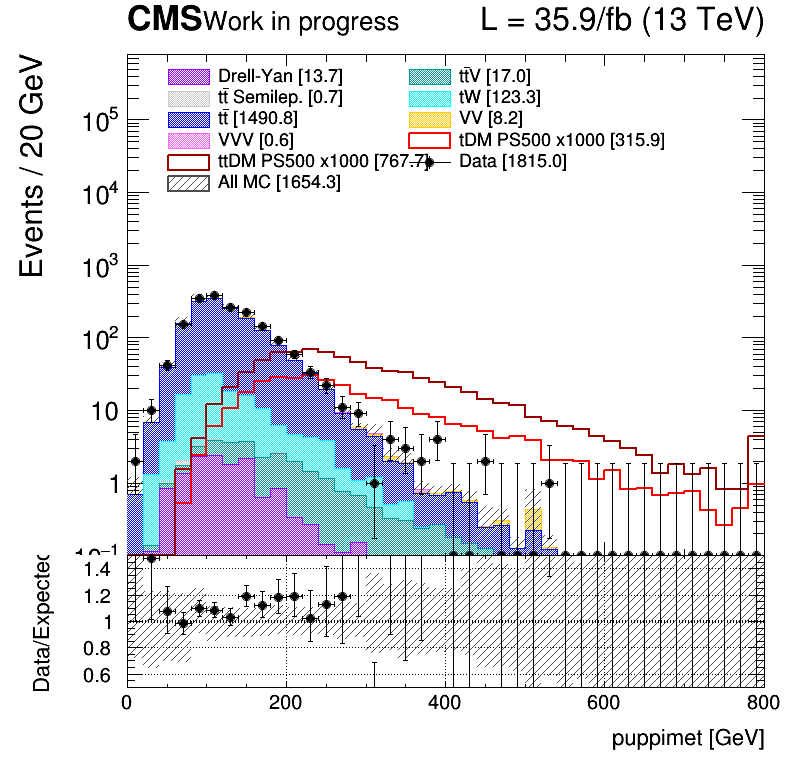 CMS Work in progress L = 35.9/fb (13 TeV)
Events / 20 GeV
Drell-Yan [13.7] tt̄V [17.0]
tt̄ Semilep. [0.7] tW [123.3]
tt̄ [1490.8] VV [8.2]
VVV [0.6] tDM PS500 x1000 [315.9]
ttDM PS500 x1000 [767.7] Data [1815.0]
All MC [1654.3]
10⁵
10⁴
10³
10²
10
1
10⁻¹
Data/Expected
1.4
1.2
1
0.8
0.6
0 200 400 600 800
puppimet [GeV]